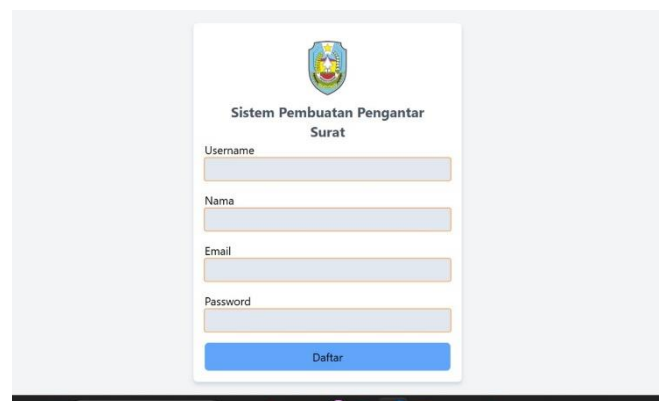 Sistem Pembuatan Pengantar
Surat
Username
Nama
Email
Password
Daftar